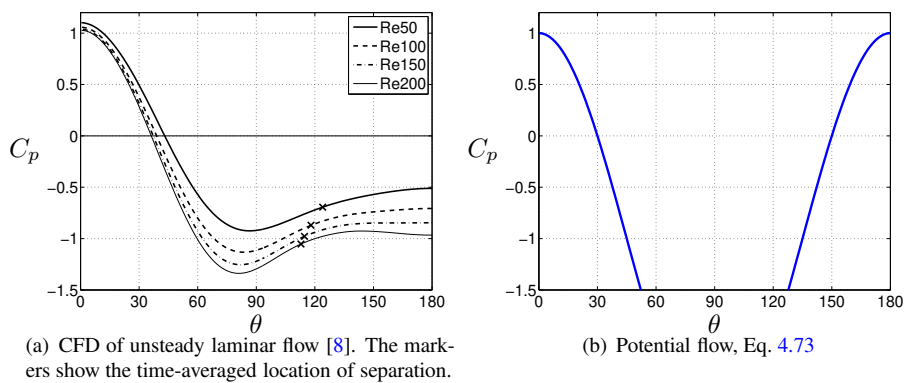 1
0.5
0
−0.5
−1
−1.5
C_p
0 30 60 90 120 150 180
θ
Re50
Re100
Re150
Re200
(a) CFD of unsteady laminar flow [8]. The mark-
ers show the time-averaged location of separation.
1
0.5
0
−0.5
−1
−1.5
C_p
0 30 60 90 120 150 180
θ
(b) Potential flow, Eq. 4.73